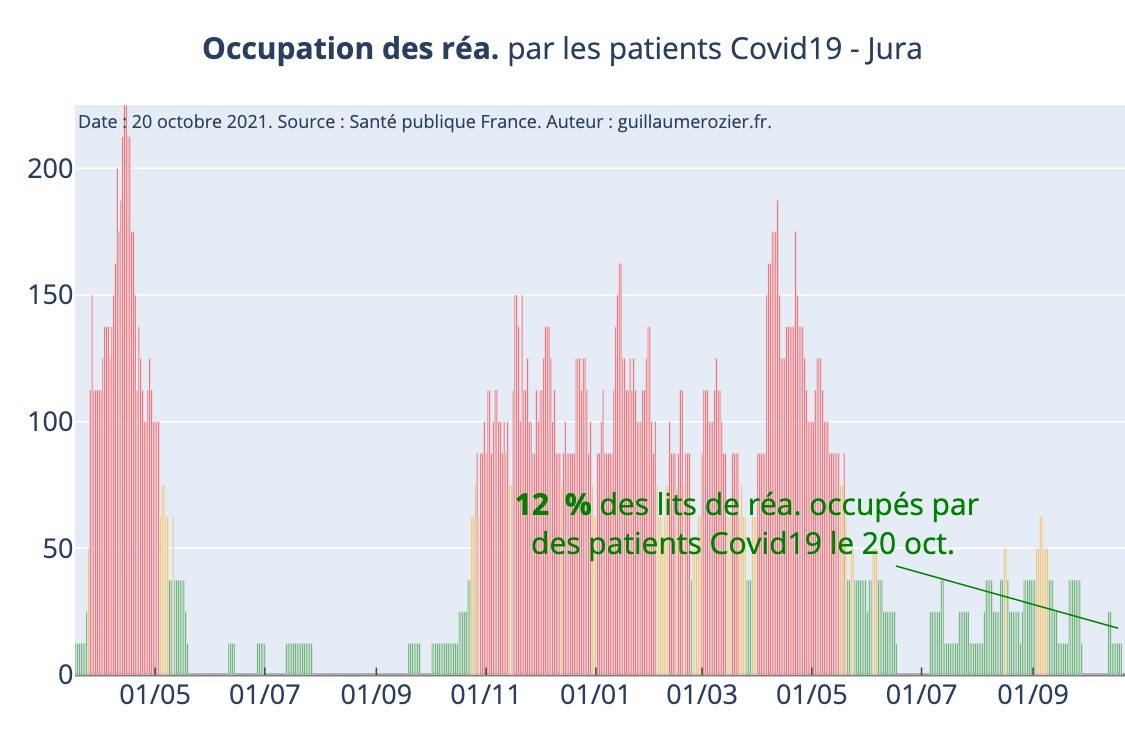 Occupation des réa. par les patients Covid19 - Jura
Date : 20 octobre 2021. Source : Santé publique France. Auteur : guillaumerozier.fr.
200
150
100
50
0
12 % des lits de réa. occupés par
des patients Covid19 le 20 oct.
01/05 01/07 01/09 01/11 01/01 01/03 01/05 01/07 01/09